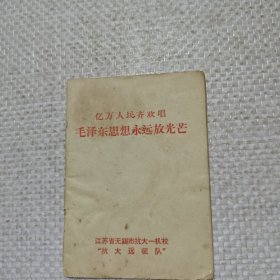 亿万人民齐欢唱
毛泽东思想永远放光芒
江苏省无锡市抗大一机校
“抗大远征队”